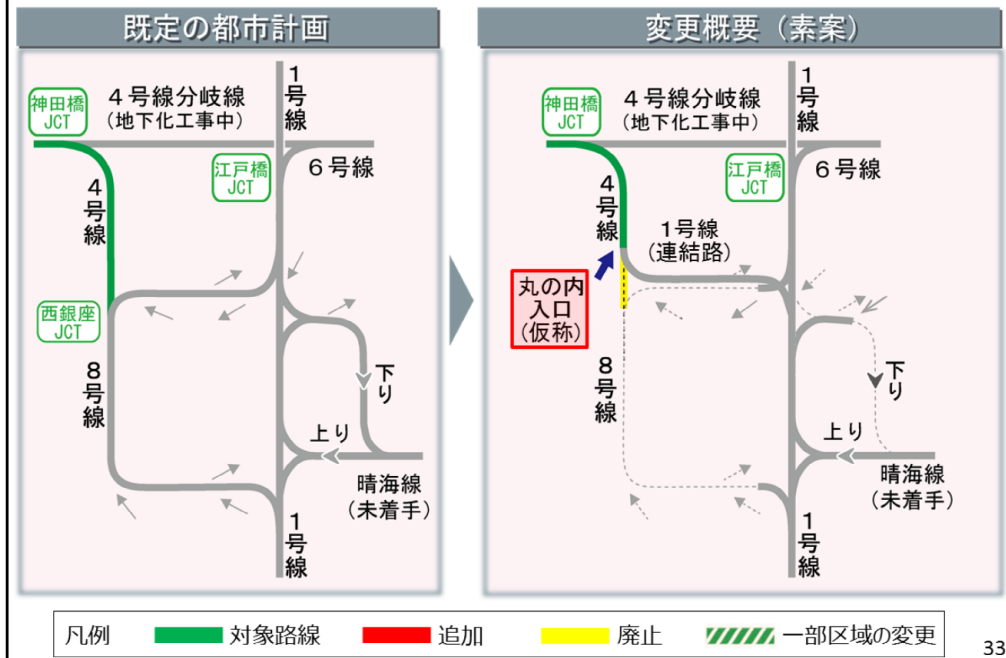 既定の都市計画
神田橋
JCT
4号線分岐線
(地下化工事中)
1号線
江戸橋
JCT
6号線
4号線
西銀座
JCT
8号線
下り
上り
晴海線
(未着手)
1号線
変更概要(素案)
神田橋
JCT
4号線分岐線
(地下化工事中)
1号線
江戸橋
JCT
6号線
4号線
1号線
(連結路)
丸の内
入口
(仮称)
8号線
下り
上り
晴海線
(未着手)
1号線
凡例 対象路線 追加 廃止 一部区域の変更
33